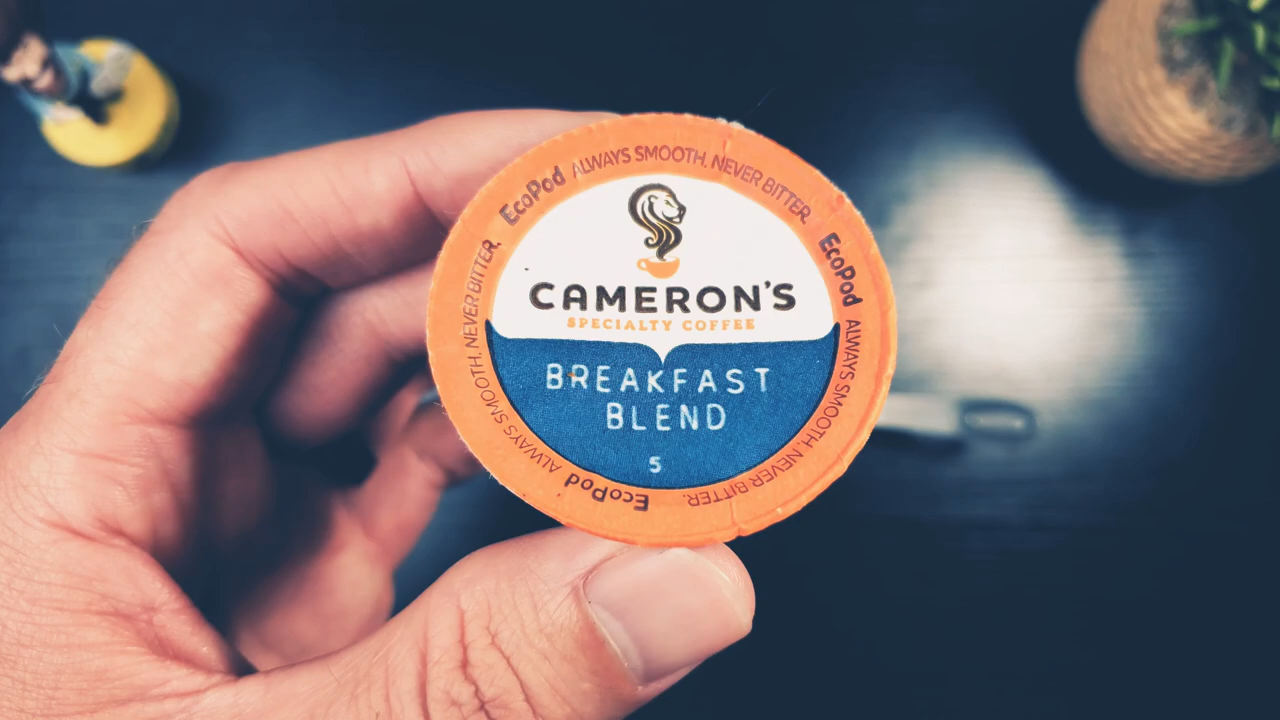 CAMERON'S
SPECIALTY COFFEE
BREAKFAST
BLEND
5
EcoPod ALWAYS SMOOTH, NEVER BITTER.
EcoPod ALWAYS SMOOTH, NEVER BITTER.
EcoPod ALWAYS SMOOTH, NEVER BITTER.